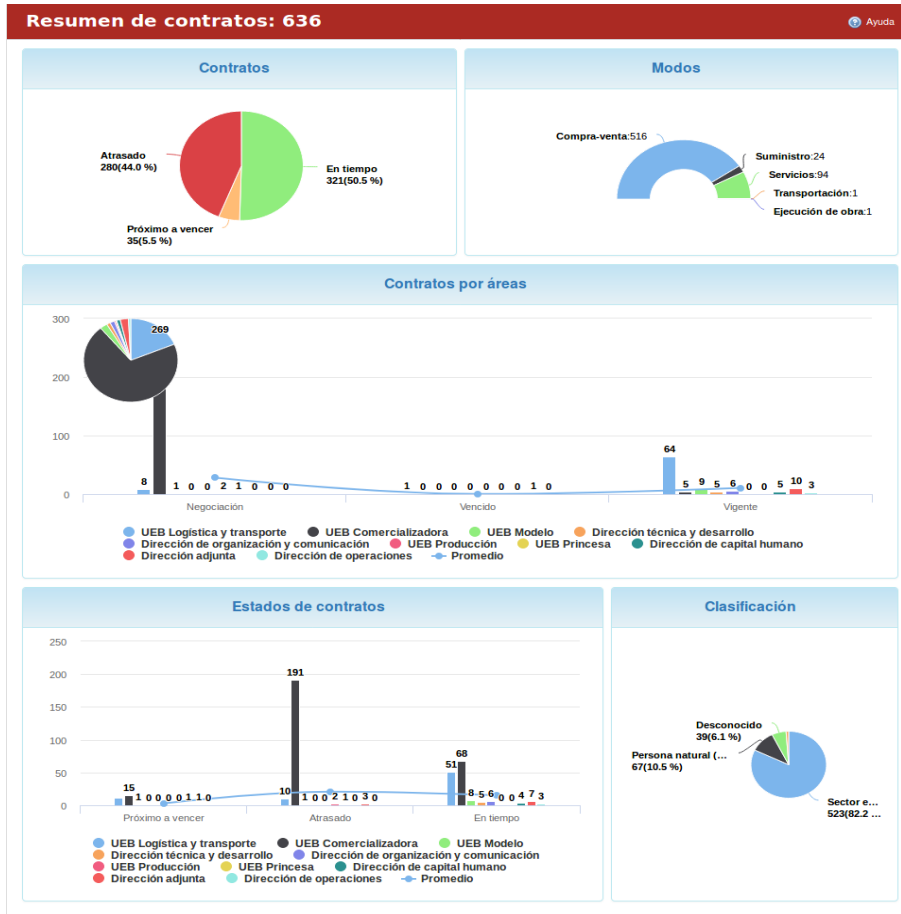 Resumen de contratos: 636
Ayuda
Contratos
Atrasado
280(44.0 %)
En tiempo
321(50.5 %)
Próximo a vencer
35(5.5 %)
Modos
Compra-venta:516
Suministro:24
Servicios:94
Transportación:1
Ejecución de obra:1
Contratos por áreas
300
200
100
0
269
8 1 0 0 2 1 0 0 0
1 0 0 0 0 0 0 0 1 0
64 5 9 5 6 0 0 5 10 3
Negociación Vencido Vigente
UEB Logística y transporte UEB Comercializadora UEB Modelo Dirección técnica y desarrollo
Dirección de organización y comunicación UEB Producción UEB Princesa Dirección de capital humano
Dirección adjunta Dirección de operaciones Promedio
Estados de contratos
250
200
150
100
50
0
15 1 0 0 0 0 1 1 0
10 191 1 0 0 2 1 0 3 0
51 68 8 5 6 0 0 4 7 3
Próximo a vencer Atrasado En tiempo
UEB Logística y transporte UEB Comercializadora UEB Modelo
Dirección técnica y desarrollo Dirección de organización y comunicación
UEB Producción UEB Princesa Dirección de capital humano
Dirección adjunta Dirección de operaciones Promedio
Clasificación
Desconocido
39(6.1 %)
Persona natural (…
67(10.5 %)
Sector e…
523(82.2 …